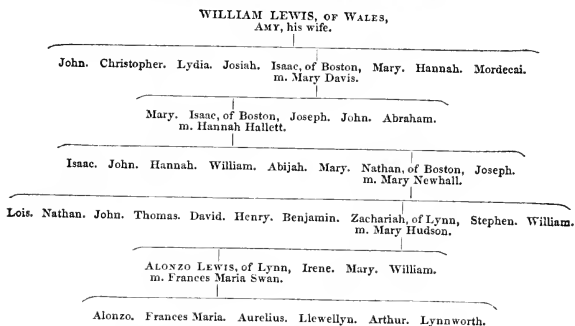 WILLIAM LEWIS, OF WALES,
AMY, his wife.
John. Christopher. Lydia. Josiah. Isaac, of Boston, Mary. Hannah. Mordecai.
m. Mary Davis.
Mary. Isaac, of Boston, Joseph. John. Abraham.
m. Hannah Hallett.
Isaac. John. Hannah. William. Abijah. Mary. Nathan, of Boston, Joseph.
m. Mary Newhall.
Lois. Nathan. John. Thomas. David. Henry. Benjamin. Zachariah, of Lynn, Stephen. William.
m. Mary Hudson.
ALONZO LEWIS, of Lynn, Irene. Mary. William.
m. Frances Maria Swan.
Alonzo. Frances Maria. Aurelius. Llewellyn. Arthur. Lynnworth.